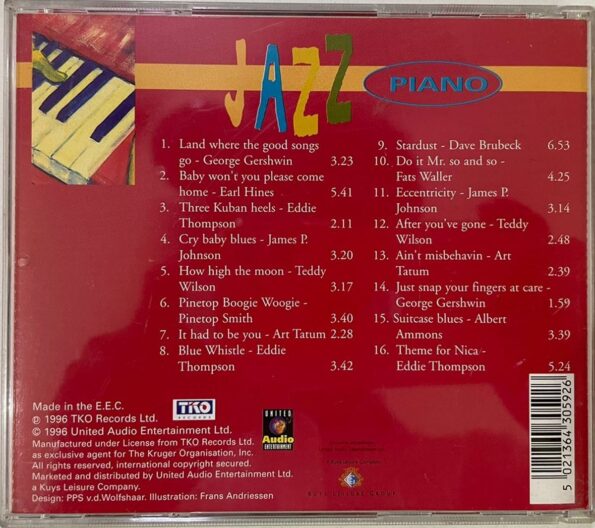 JAZZ PIANO
1. Land where the good songs
go - George Gershwin 3.23
2. Baby won't you please come
home - Earl Hines 5.41
3. Three Kuban heels - Eddie
Thompson 2.11
4. Cry baby blues - James P.
Johnson 3.20
5. How high the moon - Teddy
Wilson 3.17
6. Pinetop Boogie Woogie -
Pinetop Smith 3.40
7. It had to be you - Art Tatum 2.28
8. Blue Whistle - Eddie
Thompson 3.42
9. Stardust - Dave Brubeck 6.53
10. Do it Mr. so and so -
Fats Waller 4.25
11. Eccentricity - James P.
Johnson 3.14
12. After you've gone - Teddy
Wilson 2.48
13. Ain't misbehavin - Art
Tatum 2.39
14. Just snap your fingers at care -
George Gershwin 1.59
15. Suitcase blues - Albert
Ammons 3.39
16. Theme for Nica -
Eddie Thompson 5.24
Made in the E.E.C.
℗ 1996 TKO Records Ltd.
© 1996 United Audio Entertainment Ltd.
Manufactured under License from TKO Records Ltd.
as exclusive agent for The Kruger Organisation, Inc.
All rights reserved, international copyright secured.
Marketed and distributed by United Audio Entertainment Ltd.
a Kuys Leisure Company.
Design: PPS v.d.Wolfshaar. Illustration: Frans Andriessen
TKO
RECORDS
UNITED
Audio
ENTERTAINMENT
KUYS LEISURE GROUP
5 021364 305926